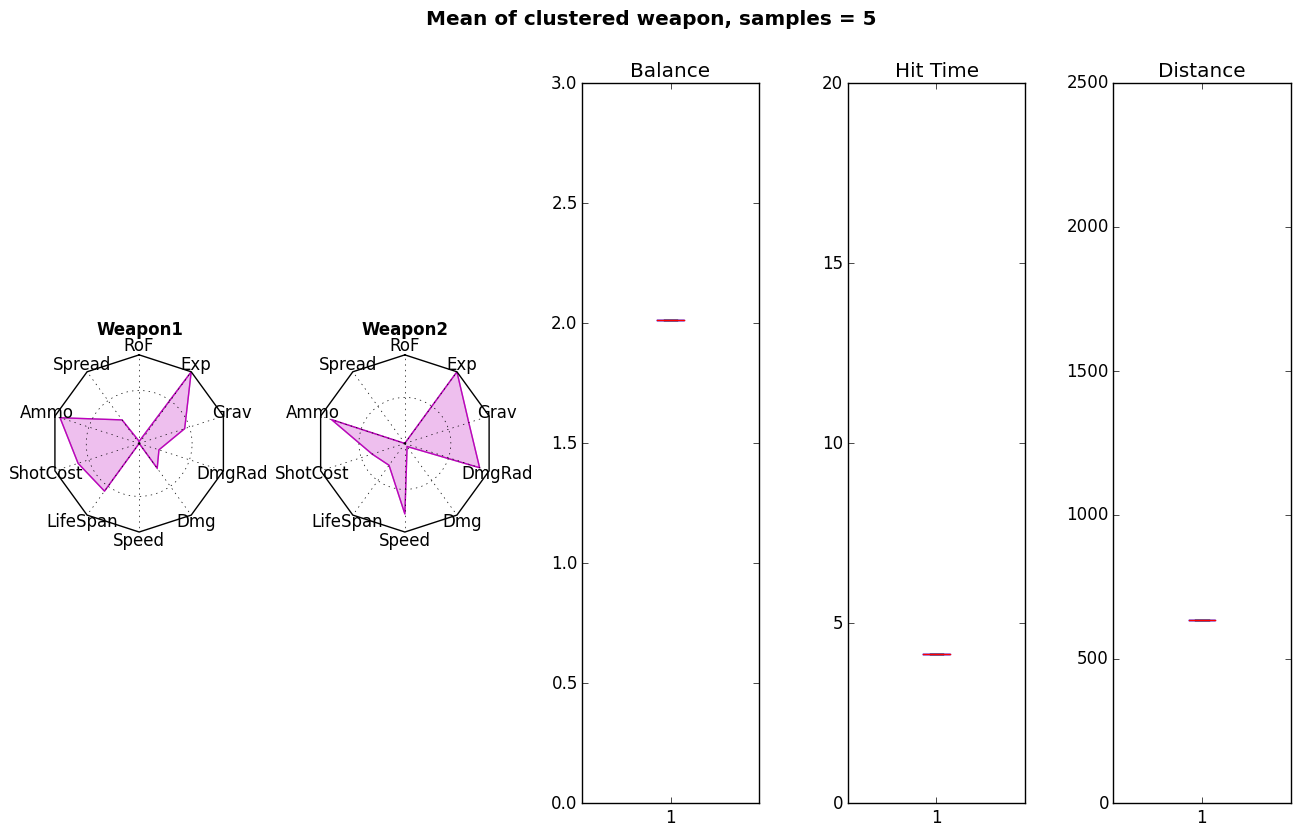 Mean of clustered weapon, samples = 5
Weapon1
RoF
Spread
Exp
Ammo
Grav
ShotCost
DmgRad
LifeSpan
Dmg
Speed
Weapon2
RoF
Spread
Exp
Ammo
Grav
ShotCost
DmgRad
LifeSpan
Dmg
Speed
Balance
3.0
2.5
2.0
1.5
1.0
0.5
0.0
1
Hit Time
20
15
10
5
0
1
Distance
2500
2000
1500
1000
500
0
1